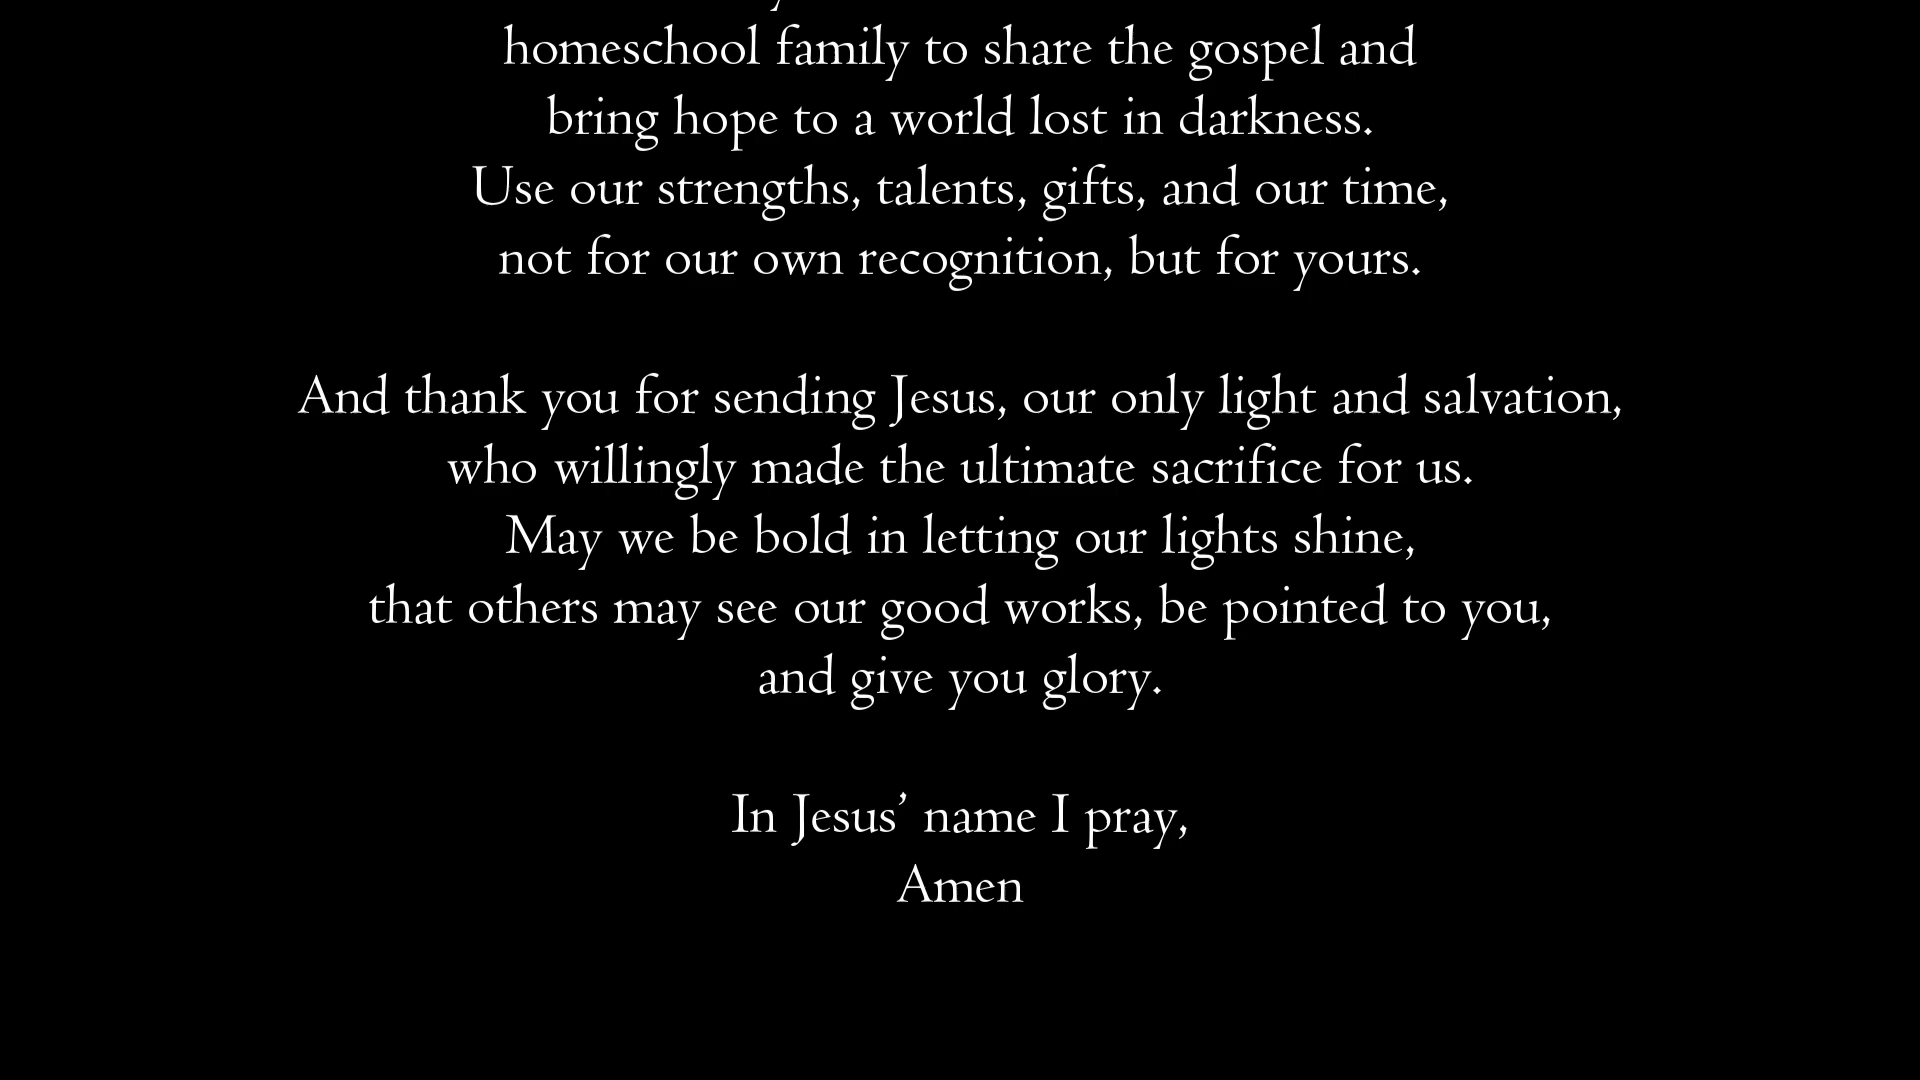 homeschool family to share the gospel and
bring hope to a world lost in darkness.
Use our strengths, talents, gifts, and our time,
not for our own recognition, but for yours.
And thank you for sending Jesus, our only light and salvation,
who willingly made the ultimate sacrifice for us.
May we be bold in letting our lights shine,
that others may see our good works, be pointed to you,
and give you glory.
In Jesus’ name I pray,
Amen